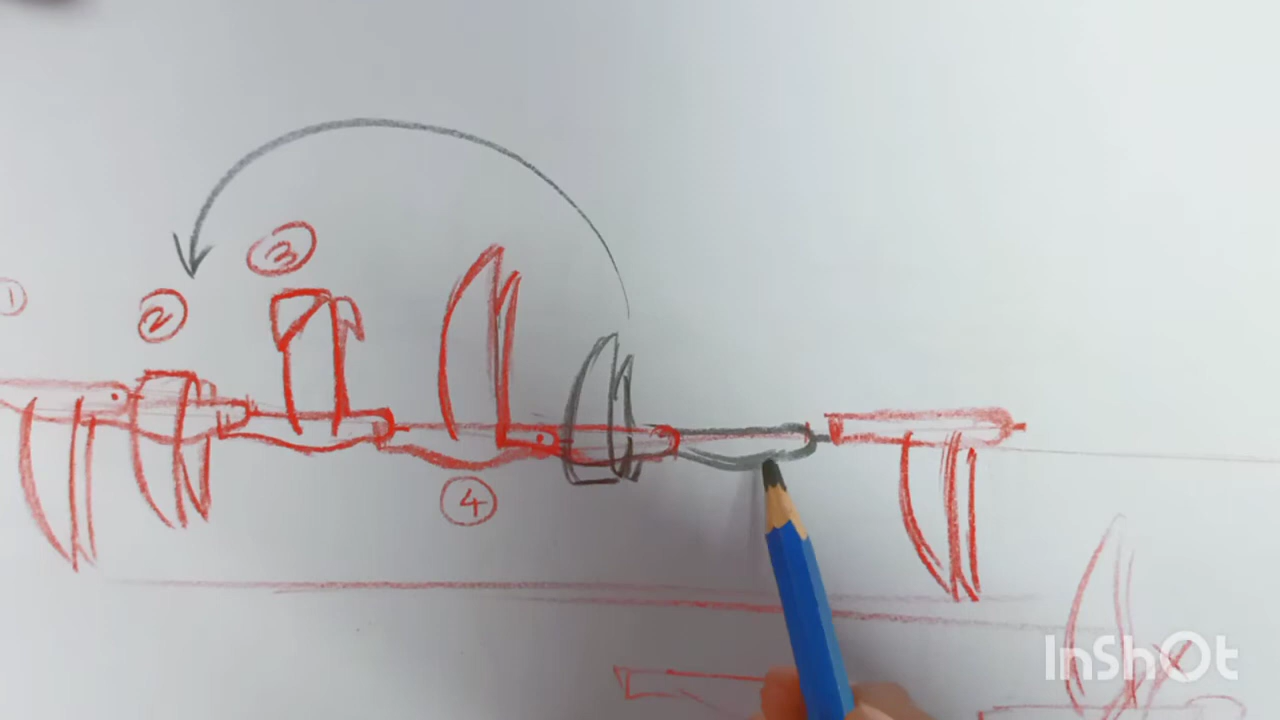 ①
②
③
④
InShOt